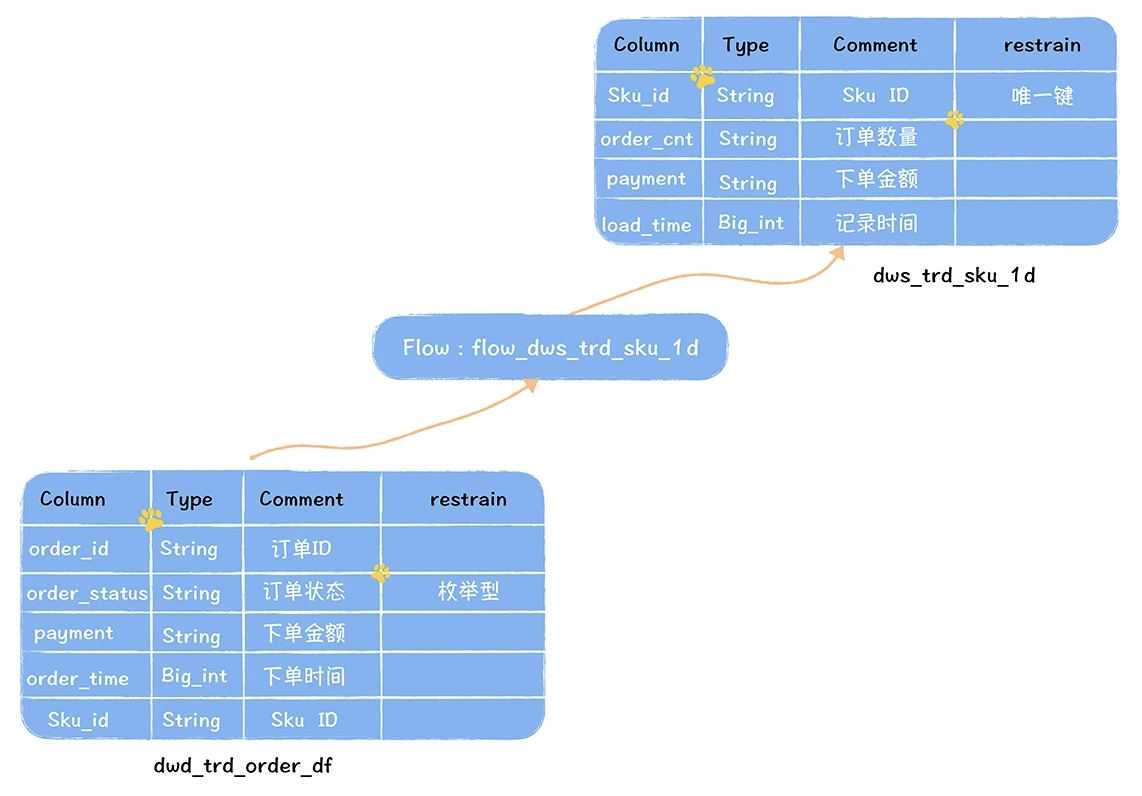 Column Type Comment restrain
Sku_id String Sku ID 唯一键
order_cnt String 订单数量
payment String 下单金额
load_time Big_int 记录时间
dws_trd_sku_1d
Flow : flow_dws_trd_sku_1d
Column Type Comment restrain
order_id String 订单ID
order_status String 订单状态 枚举型
payment String 下单金额
order_time Big_int 下单时间
Sku_id String Sku ID
dwd_trd_order_df